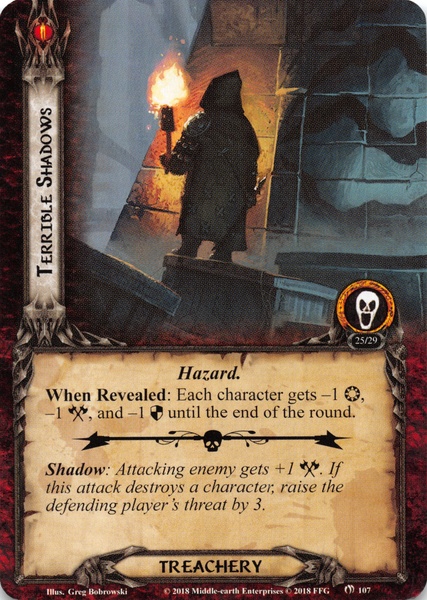 TERRIBLE SHADOWS
25/29
Hazard.
When Revealed: Each character gets –1 ,
–1 , and –1 until the end of the round.
Shadow: Attacking enemy gets +1 . If
this attack destroys a character, raise the
defending player's threat by 3.
TREACHERY
Illus. Greg Bobrowski
© 2018 Middle-earth Enterprises © 2018 FFG
107